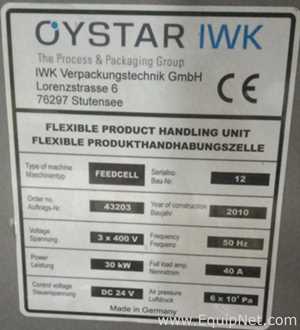 OYSTAR IWK
The Process & Packaging Group
IWK Verpackungstechnik GmbH
Lorenzstrasse 6
76297 Stutensee
CE
FLEXIBLE PRODUCT HANDLING UNIT
FLEXIBLE PRODUKTHANDHABUNGSZELLE
Type of machine FEEDCELL Serialno. 12
Maschinentyp Bau-Nr.
Order no. 43203 Year of construction 2010
Auftrags-Nr. Baujahr
Voltage 3 x 400 V Frequency 50 Hz
Spannung Frequenz
Power 30 kW Full load amp. 40 A
Leistung Nennstrom
Control voltage DC 24 V Air pressure 6 x 10⁵ Pa
Steuerspannung Luftdruck
Made in Germany
© EquipNet.com